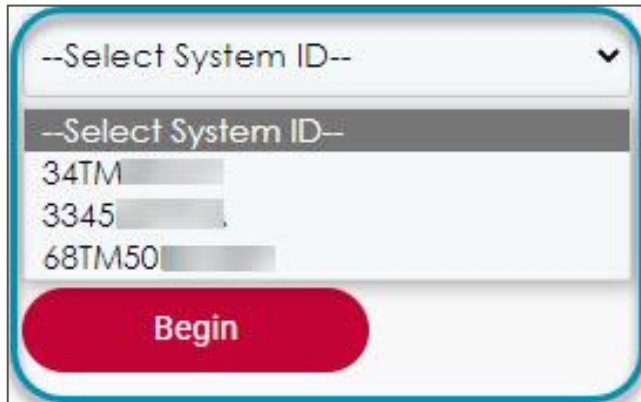 --Select System ID--
--Select System ID--
34TM
3345
68TM50
Begin